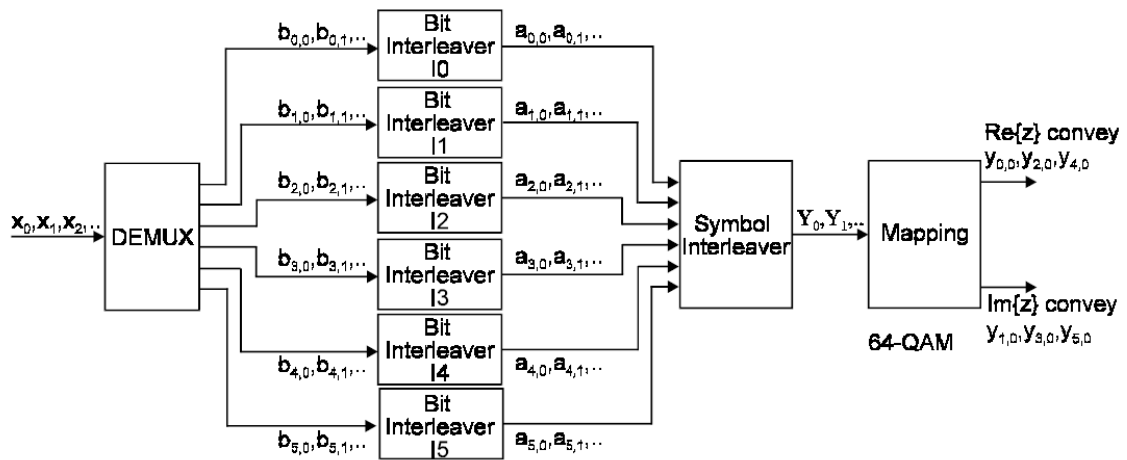 b0,0,b0,1,..
Bit
Interleaver
I0
a0,0,a0,1,..
b1,0,b1,1,..
Bit
Interleaver
I1
a1,0,a1,1,..
b2,0,b2,1,..
Bit
Interleaver
I2
a2,0,a2,1,..
x0,x1,x2,..
DEMUX
b3,0,b3,1,..
Bit
Interleaver
I3
a3,0,a3,1,..
b4,0,b4,1,..
Bit
Interleaver
I4
a4,0,a4,1,..
b5,0,b5,1,..
Bit
Interleaver
I5
a5,0,a5,1,..
Symbol
Interleaver
Y0,Y1,..
Mapping
64-QAM
Re{z} convey
y0,0,y2,0,y4,0
Im{z} convey
y1,0,y3,0,y5,0